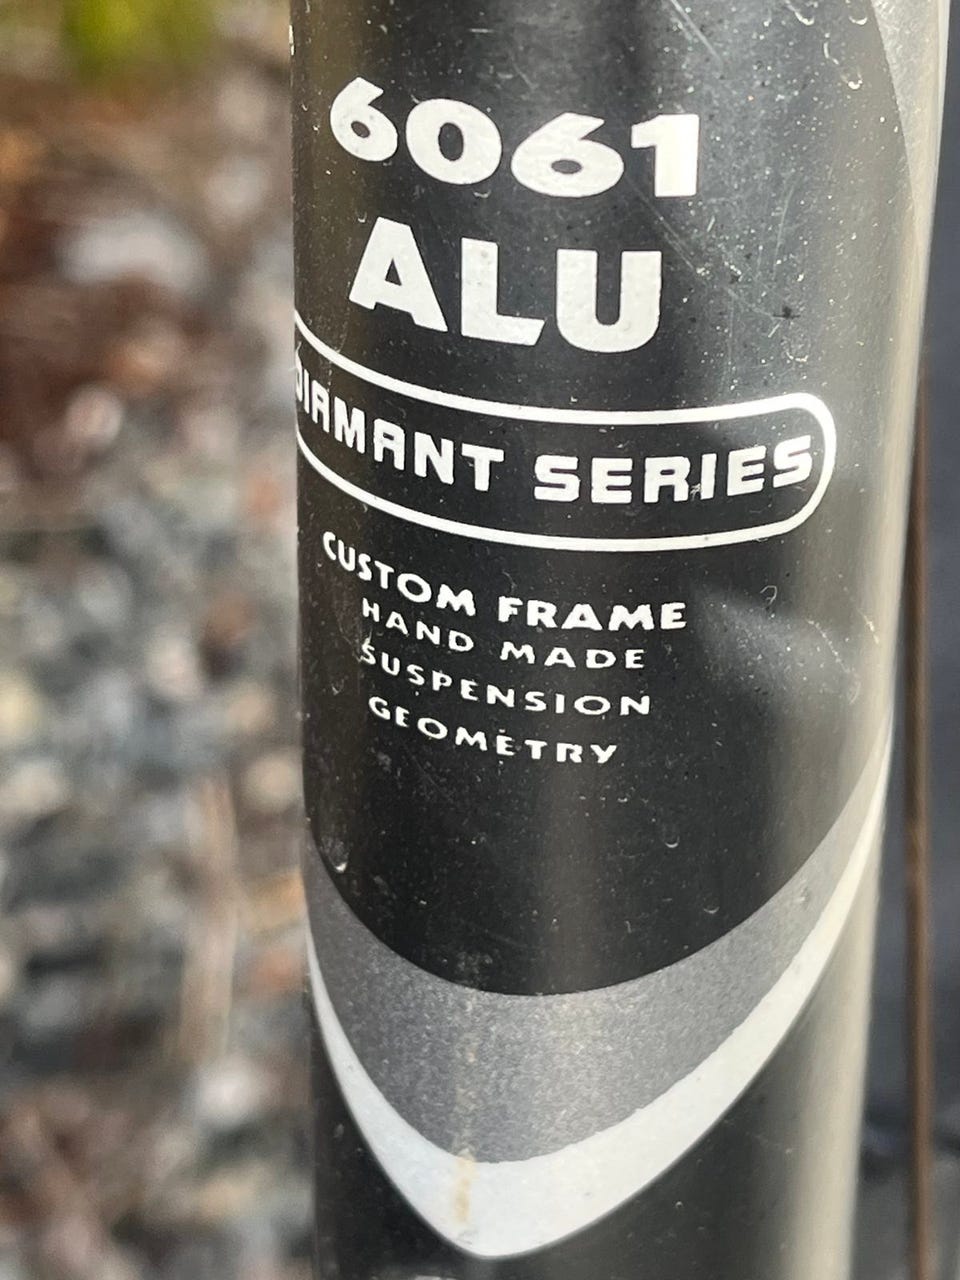 6061
ALU
DIAMANT SERIES
CUSTOM FRAME
HAND MADE
SUSPENSION
GEOMETRY